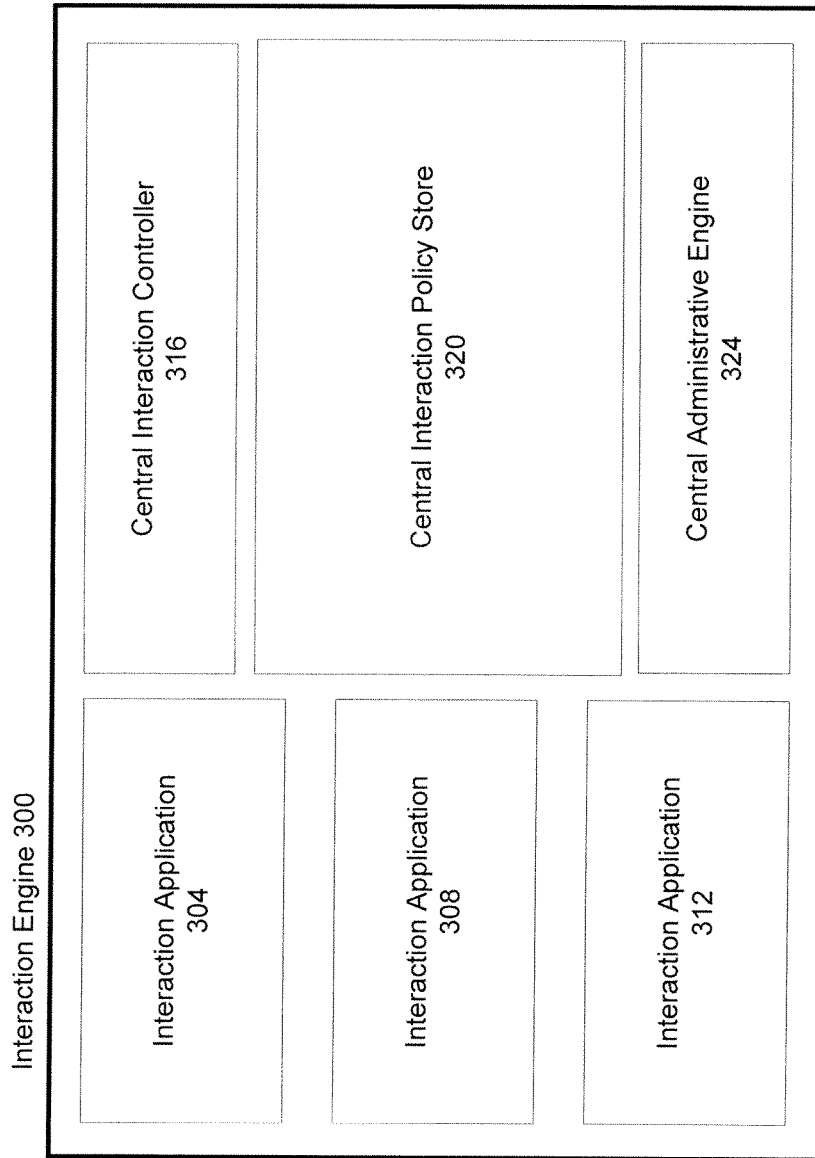 Interaction Engine 300
Interaction Application
304
Interaction Application
308
Interaction Application
312
Central Interaction Controller
316
Central Interaction Policy Store
320
Central Administrative Engine
324